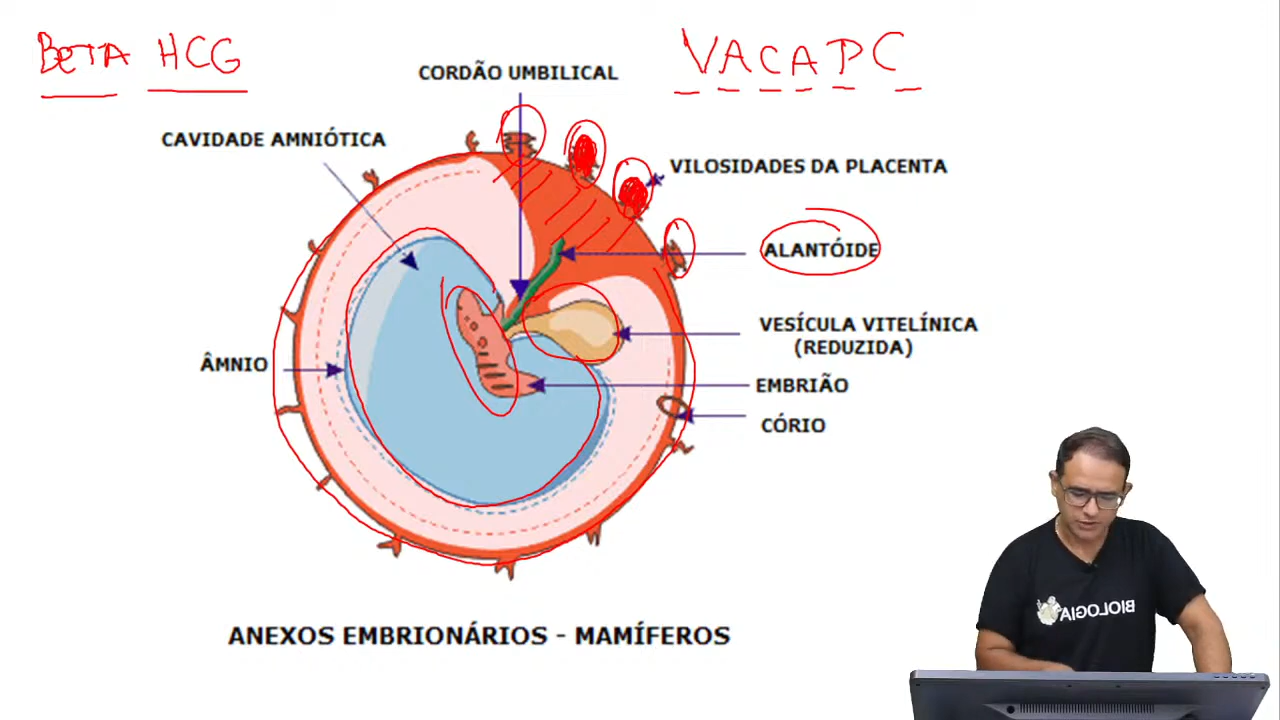 BETA HCG
VACAPC
CORDÃO UMBILICAL
CAVIDADE AMNIÓTICA
VILOSIDADES DA PLACENTA
ALANTÓIDE
VESÍCULA VITELÍNICA
(REDUZIDA)
ÂMNIO
EMBRIÃO
CÓRIO
BIOLOGIA
ANEXOS EMBRIONÁRIOS - MAMÍFEROS